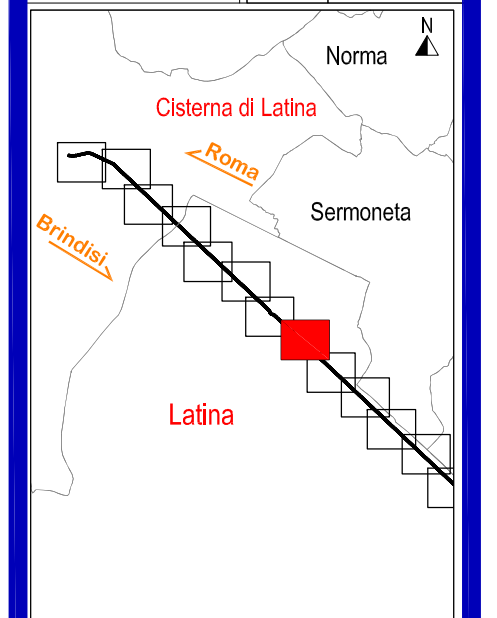 N
Norma
Cisterna di Latina
Roma
Sermoneta
Brindisi
Latina